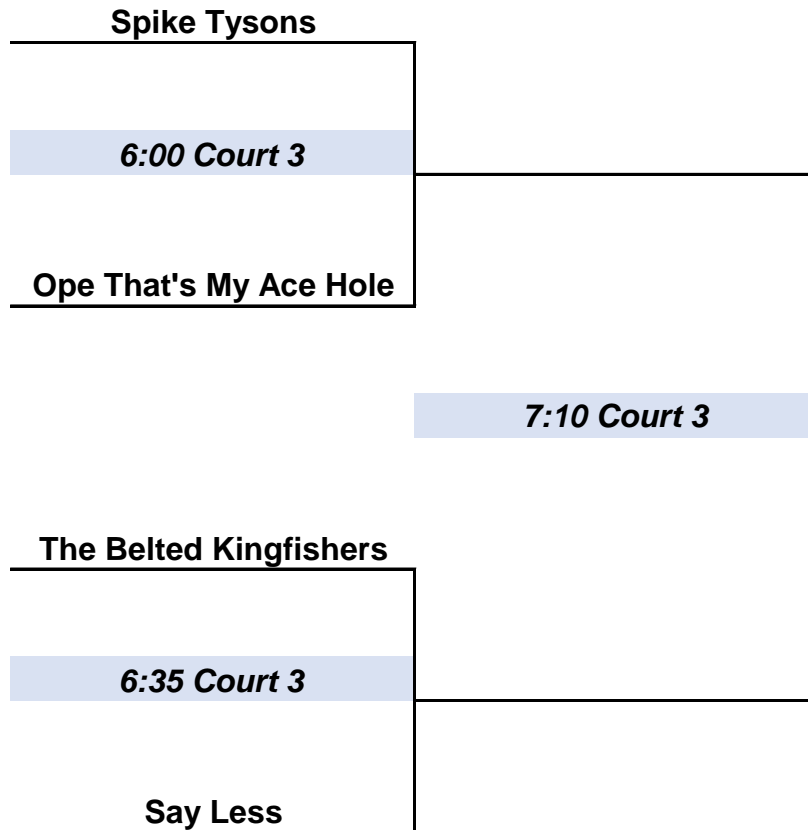 Spike Tysons
6:00 Court 3
Ope That's My Ace Hole
7:10 Court 3
The Belted Kingfishers
6:35 Court 3
Say Less